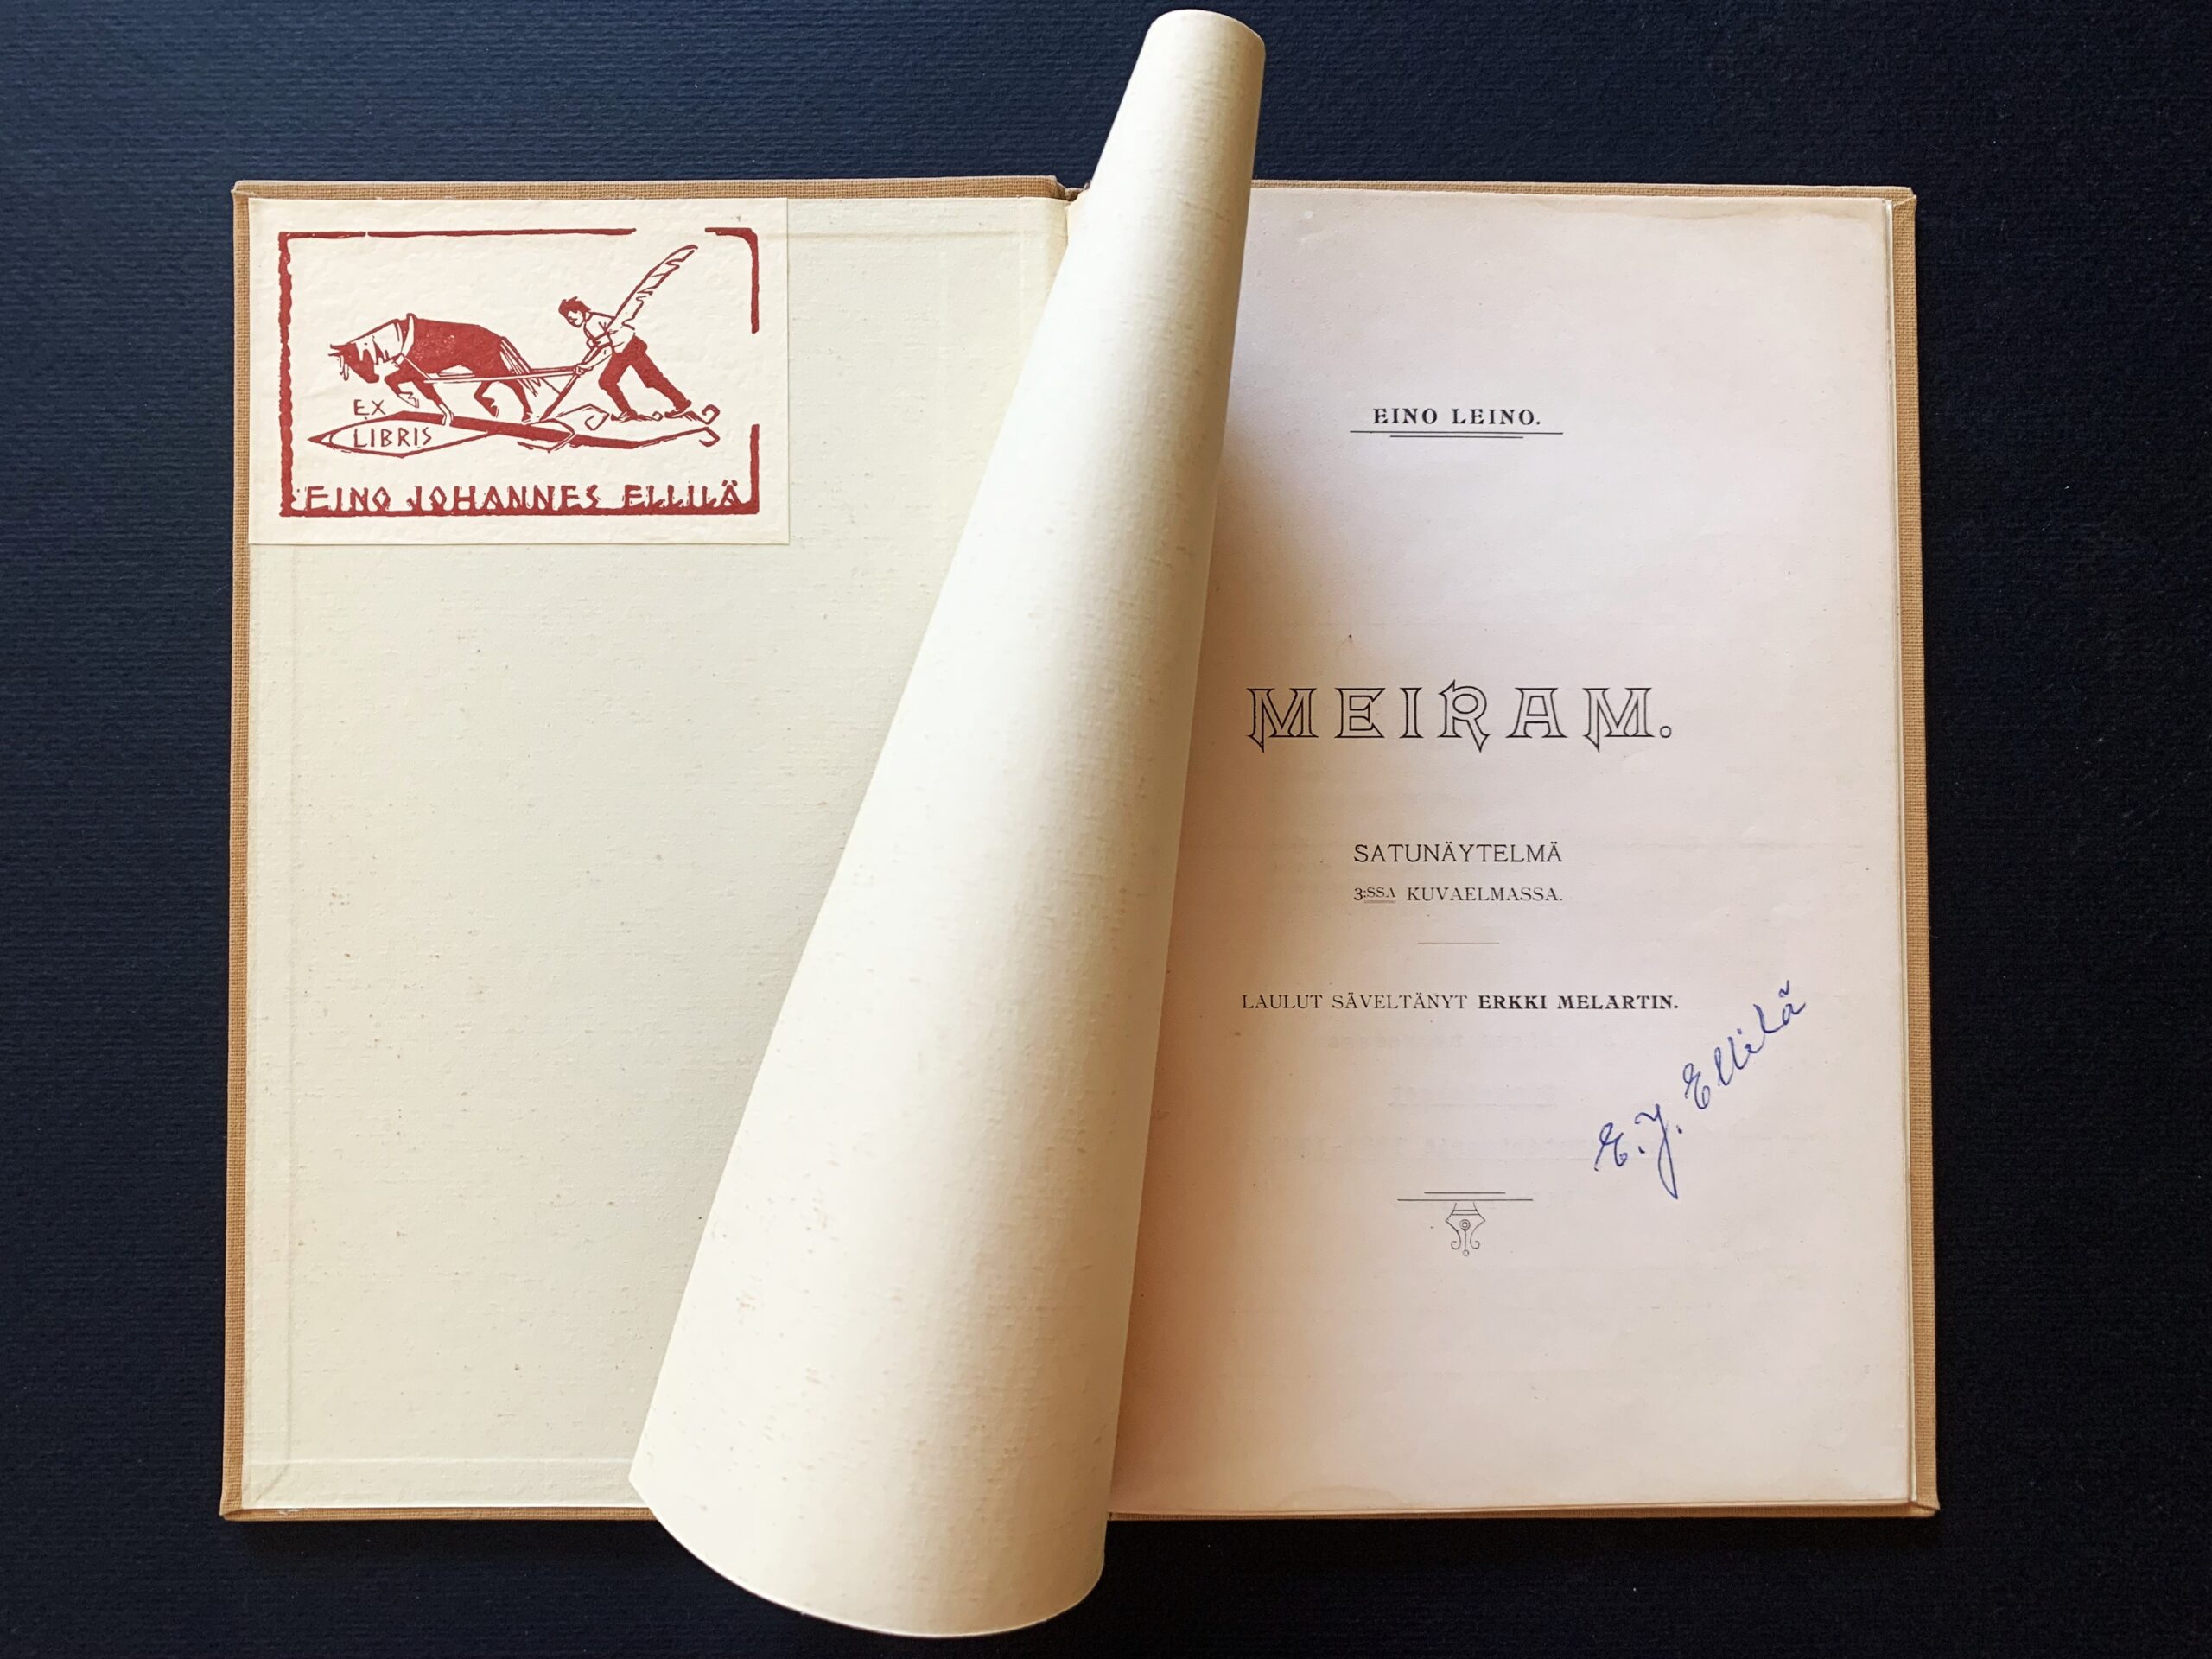 EX
LIBRIS
EINO JOHANNES ELLILÄ
EINO LEINO.
MEIRAM.
SATUNÄYTELMÄ
3:SSA KUVAELMASSA.
LAULUT SÄVELTÄNYT ERKKI MELARTIN.
E.J. Ellilä